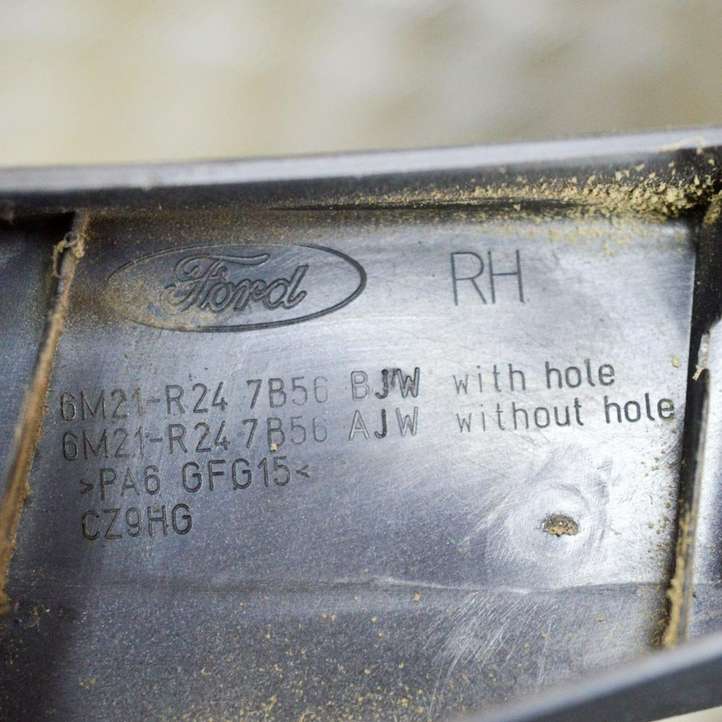 Ford RH
6M21-R24 7B56 BJW with hole
6M21-R24 7B56 AJW without hole
>PA6 GFG15<
CZ9HG